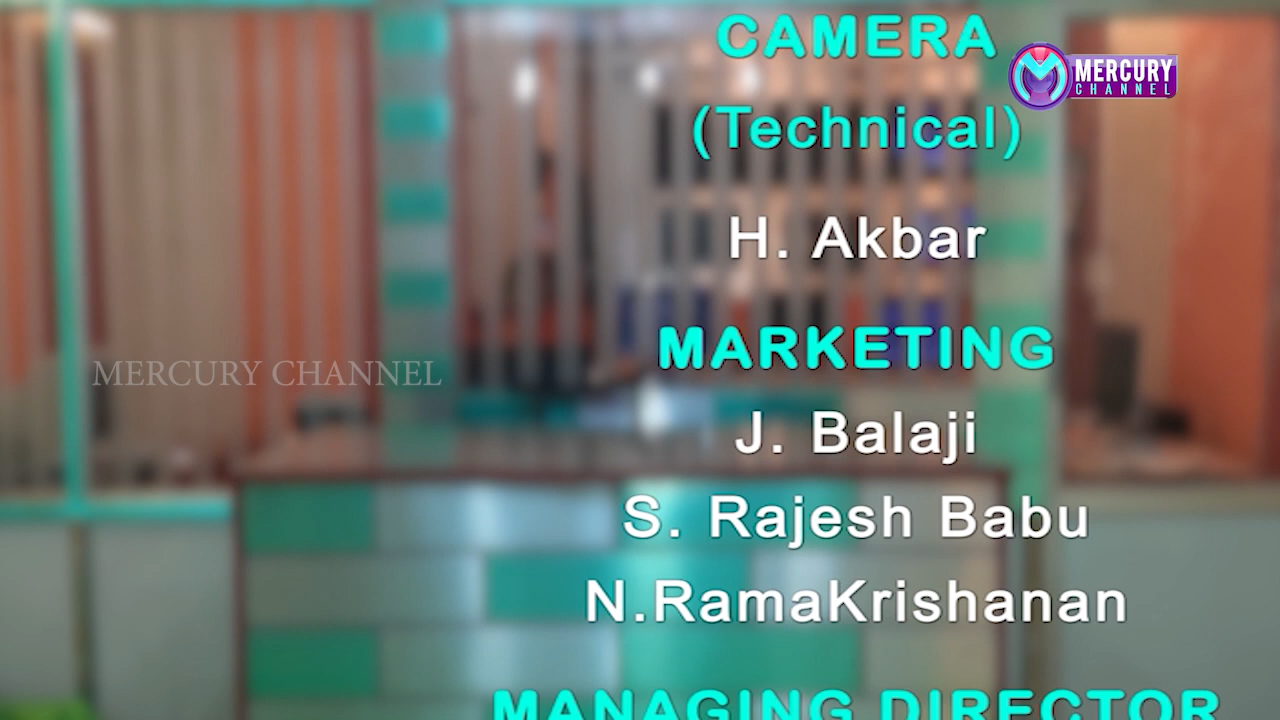 CAMERA
MERCURY
CHANNEL
(Technical)
H. Akbar
MARKETING
MERCURY CHANNEL
J. Balaji
S. Rajesh Babu
N.RamaKrishanan
MANAGING DIRECTOR